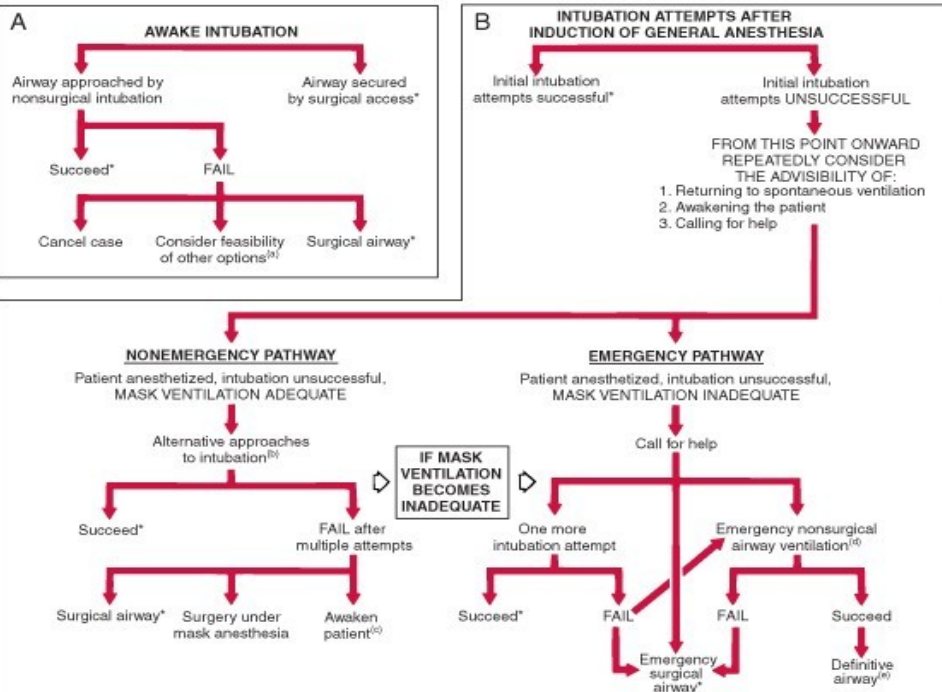 A
AWAKE INTUBATION
Airway approached by
nonsurgical intubation
Airway secured
by surgical access*
Succeed*
FAIL
Cancel case
Consider feasibility
of other options(a)
Surgical airway*
B
INTUBATION ATTEMPTS AFTER
INDUCTION OF GENERAL ANESTHESIA
Initial intubation
attempts successful*
Initial intubation
attempts UNSUCCESSFUL
FROM THIS POINT ONWARD
REPEATEDLY CONSIDER
THE ADVISIBILITY OF:
1. Returning to spontaneous ventilation
2. Awakening the patient
3. Calling for help
NONEMERGENCY PATHWAY
Patient anesthetized, intubation unsuccessful,
MASK VENTILATION ADEQUATE
Alternative approaches
to intubation(b)
Succeed*
FAIL after
multiple attempts
Surgical airway*
Surgery under
mask anesthesia
Awaken
patient(c)
IF MASK
VENTILATION
BECOMES
INADEQUATE
EMERGENCY PATHWAY
Patient anesthetized, intubation unsuccessful,
MASK VENTILATION INADEQUATE
Call for help
One more
intubation attempt
Emergency nonsurgical
airway ventilation(d)
Succeed*
FAIL
FAIL
Succeed
Emergency
surgical
airway*
Definitive
airway(e)